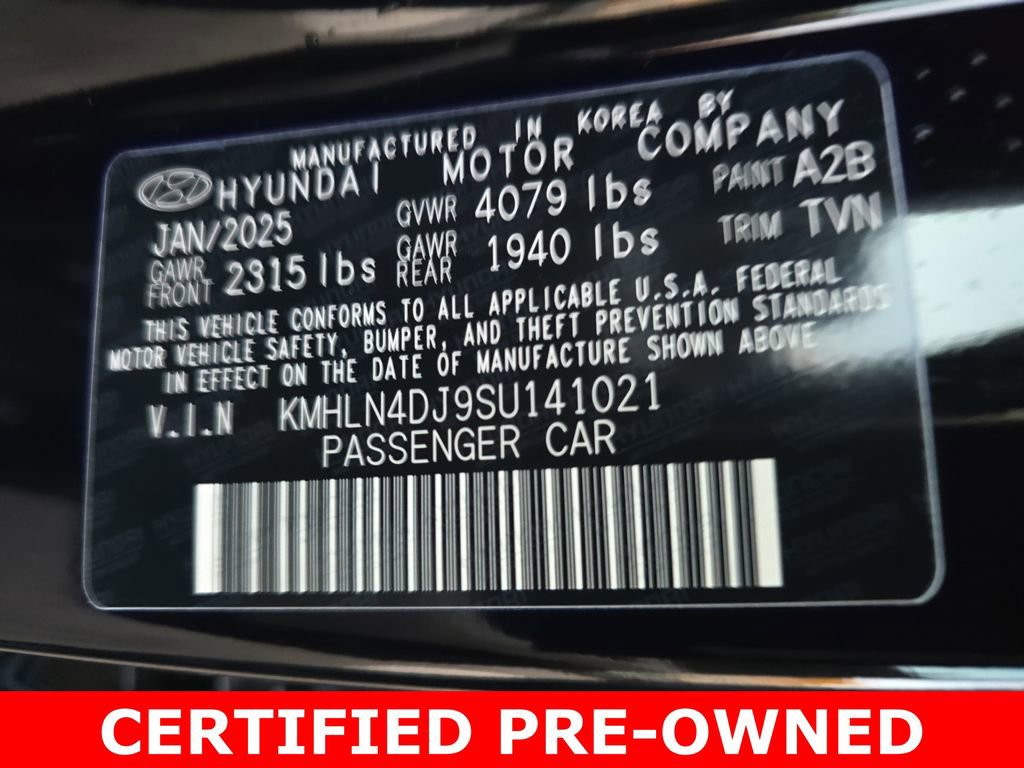 MANUFACTURED IN KOREA BY
HYUNDAI MOTOR COMPANY
JAN/2025 GVWR 4079 lbs PAINT A2B
GAWR FRONT 2315 lbs GAWR REAR 1940 lbs TRIM TVN
THIS VEHICLE CONFORMS TO ALL APPLICABLE U.S.A. FEDERAL
MOTOR VEHICLE SAFETY, BUMPER, AND THEFT PREVENTION STANDARDS
IN EFFECT ON THE DATE OF MANUFACTURE SHOWN ABOVE
V.I.N KMHLN4DJ9SU141021
PASSENGER CAR
CERTIFIED PRE-OWNED